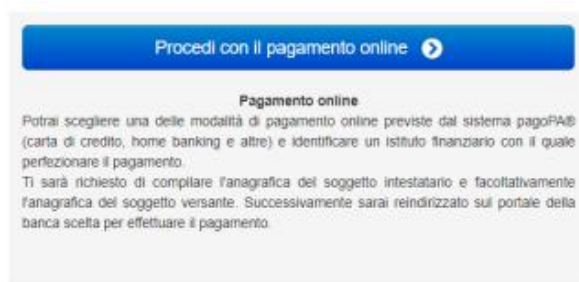 Procedi con il pagamento online
Pagamento online
Potrai scegliere una delle modalità di pagamento online previste dal sistema pagoPA®
(carta di credito, home banking e altre) e identificare un istituto finanziario con il quale
perfezionare il pagamento.
Ti sarà richiesto di compilare l'anagrafica del soggetto intestatario e facoltativamente
l'anagrafica del soggetto versante. Successivamente sarai reindirizzato sul portale della
banca scelta per effettuare il pagamento.